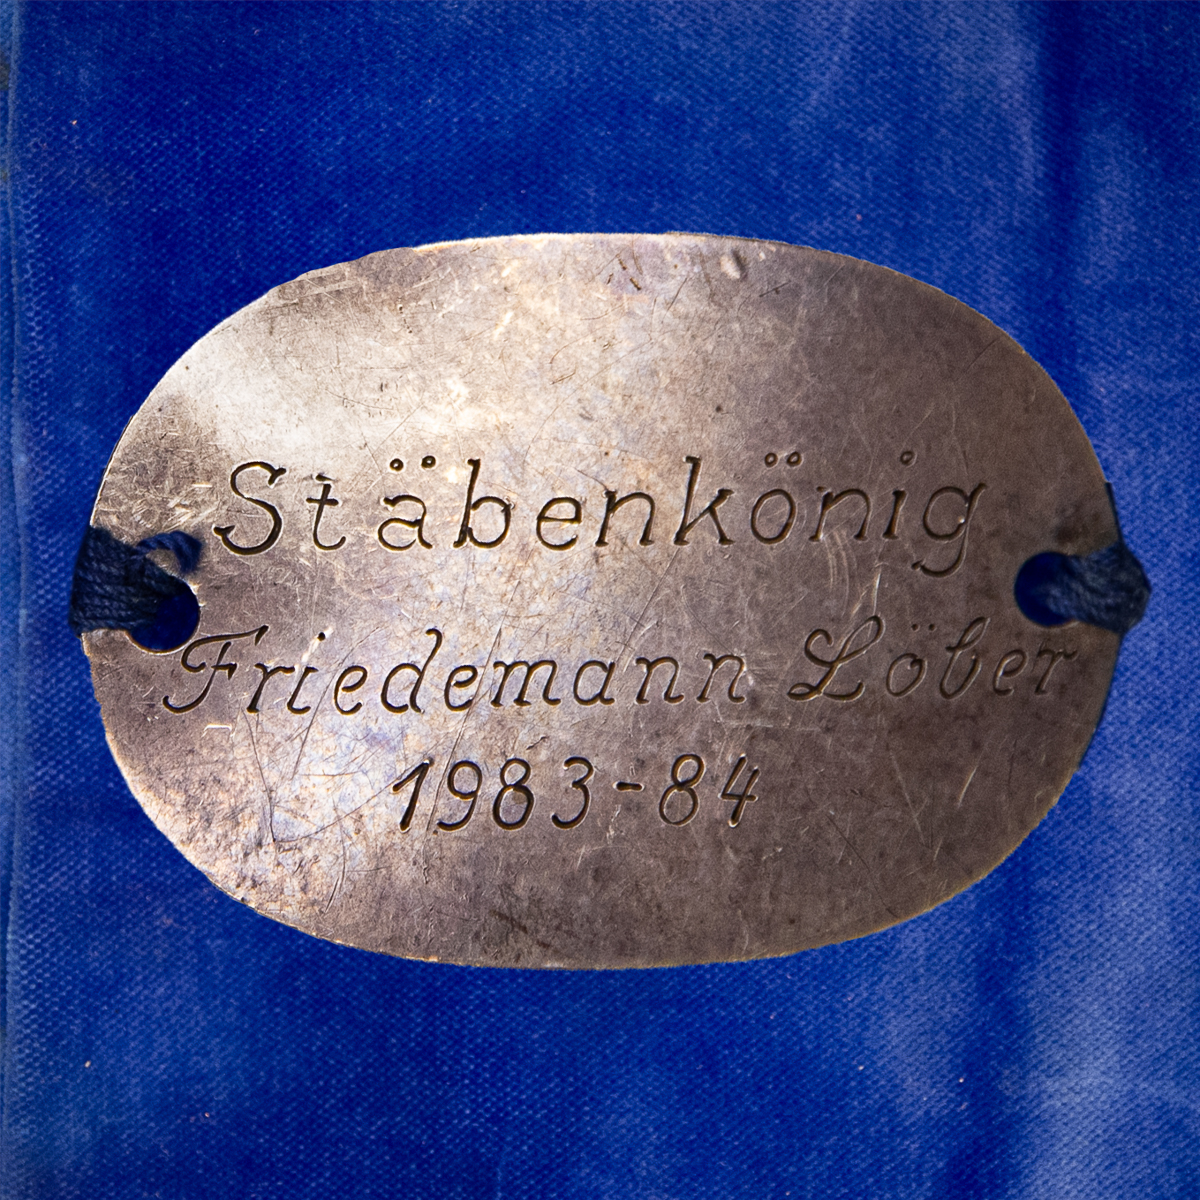 Stäbenkönig
Friedemann Löber
1983-84